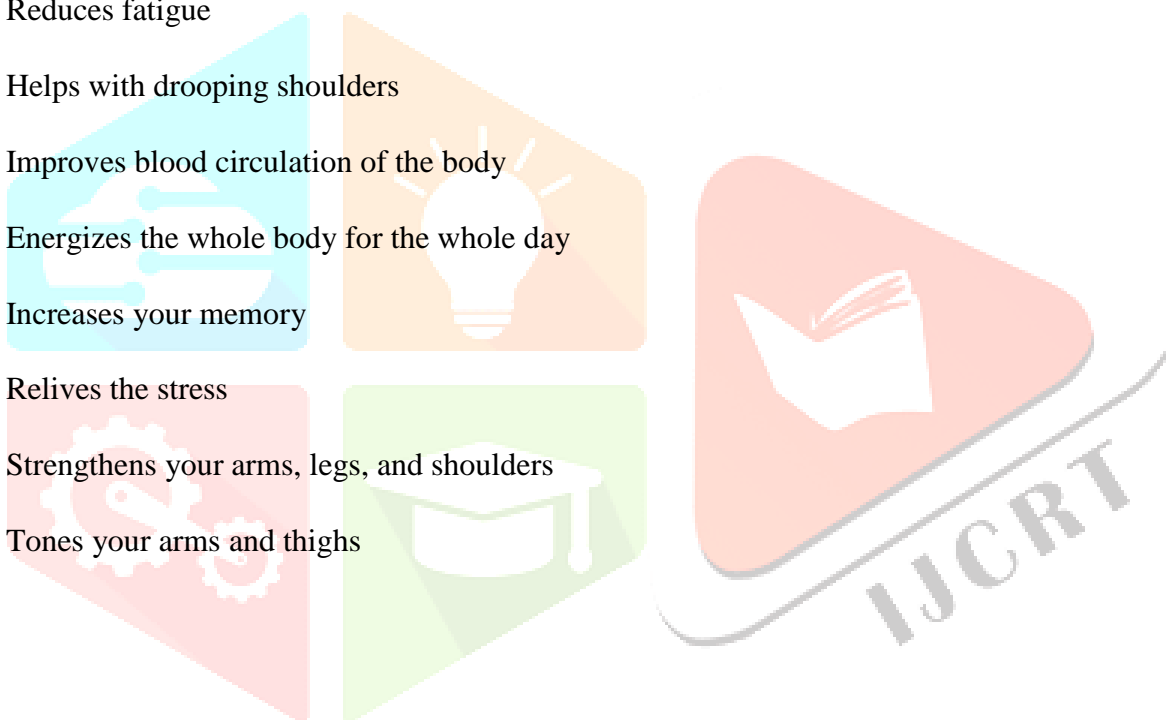 Reduces fatigue
Helps with drooping shoulders
Improves blood circulation of the body
Energizes the whole body for the whole day
Increases your memory
Relives the stress
Strengthens your arms, legs, and shoulders
Tones your arms and thighs
IJCRT